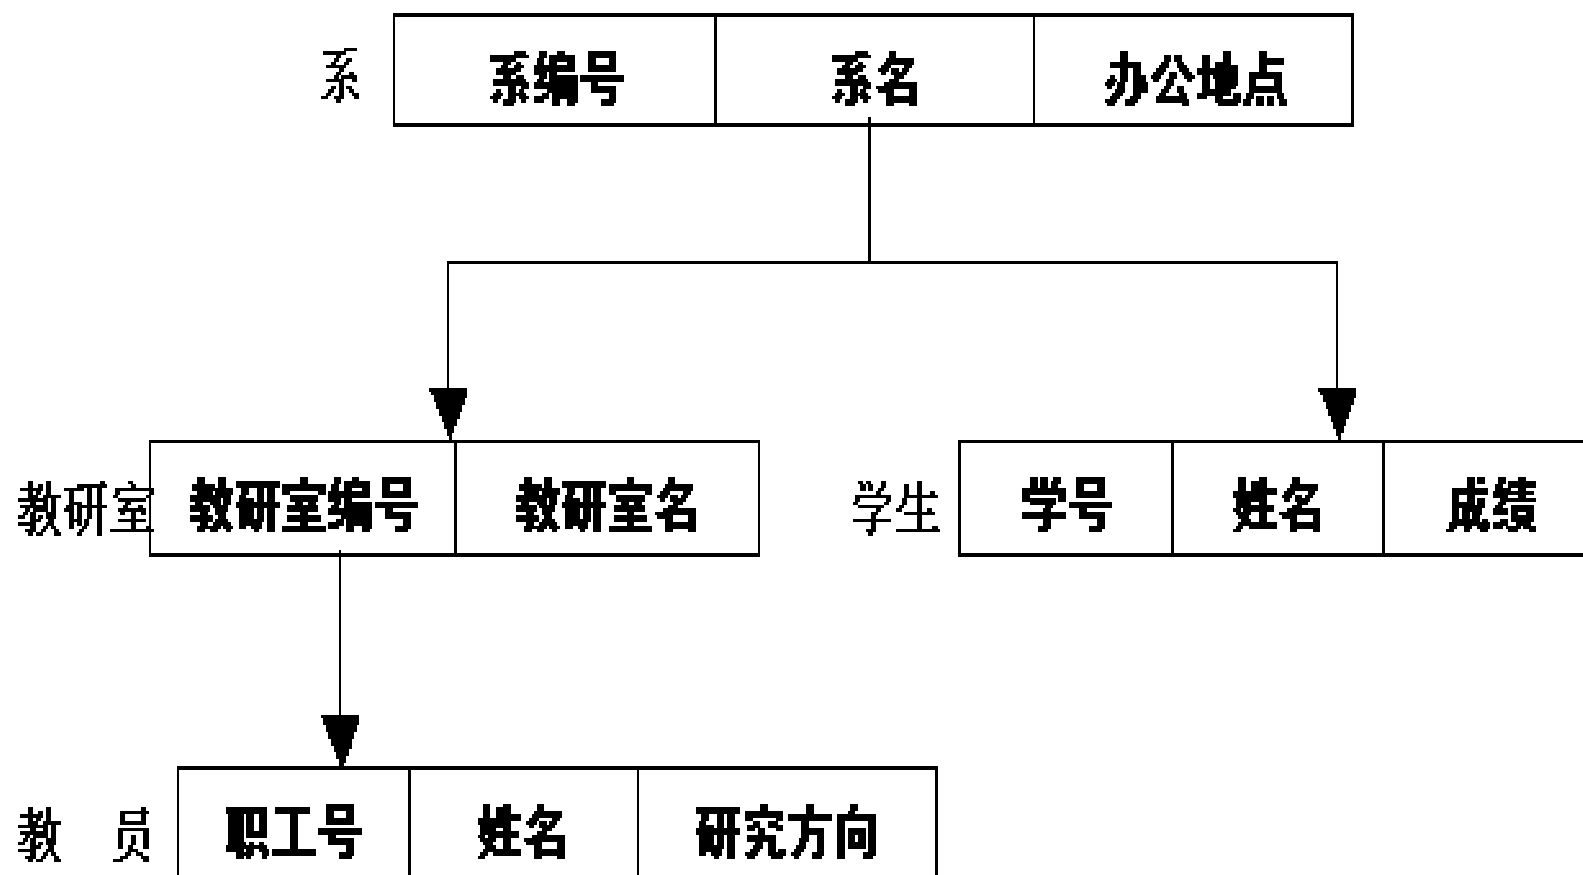 系 系编号 系名 办公地点
教研室 教研室编号 教研室名 学生 学号 姓名 成绩
教 员 职工号 姓名 研究方向